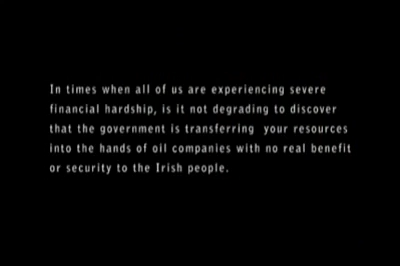 In times when all of us are experiencing severe
financial hardship, is it not degrading to discover
that the government is transferring your resources
into the hands of oil companies with no real benefit
or security to the Irish people.